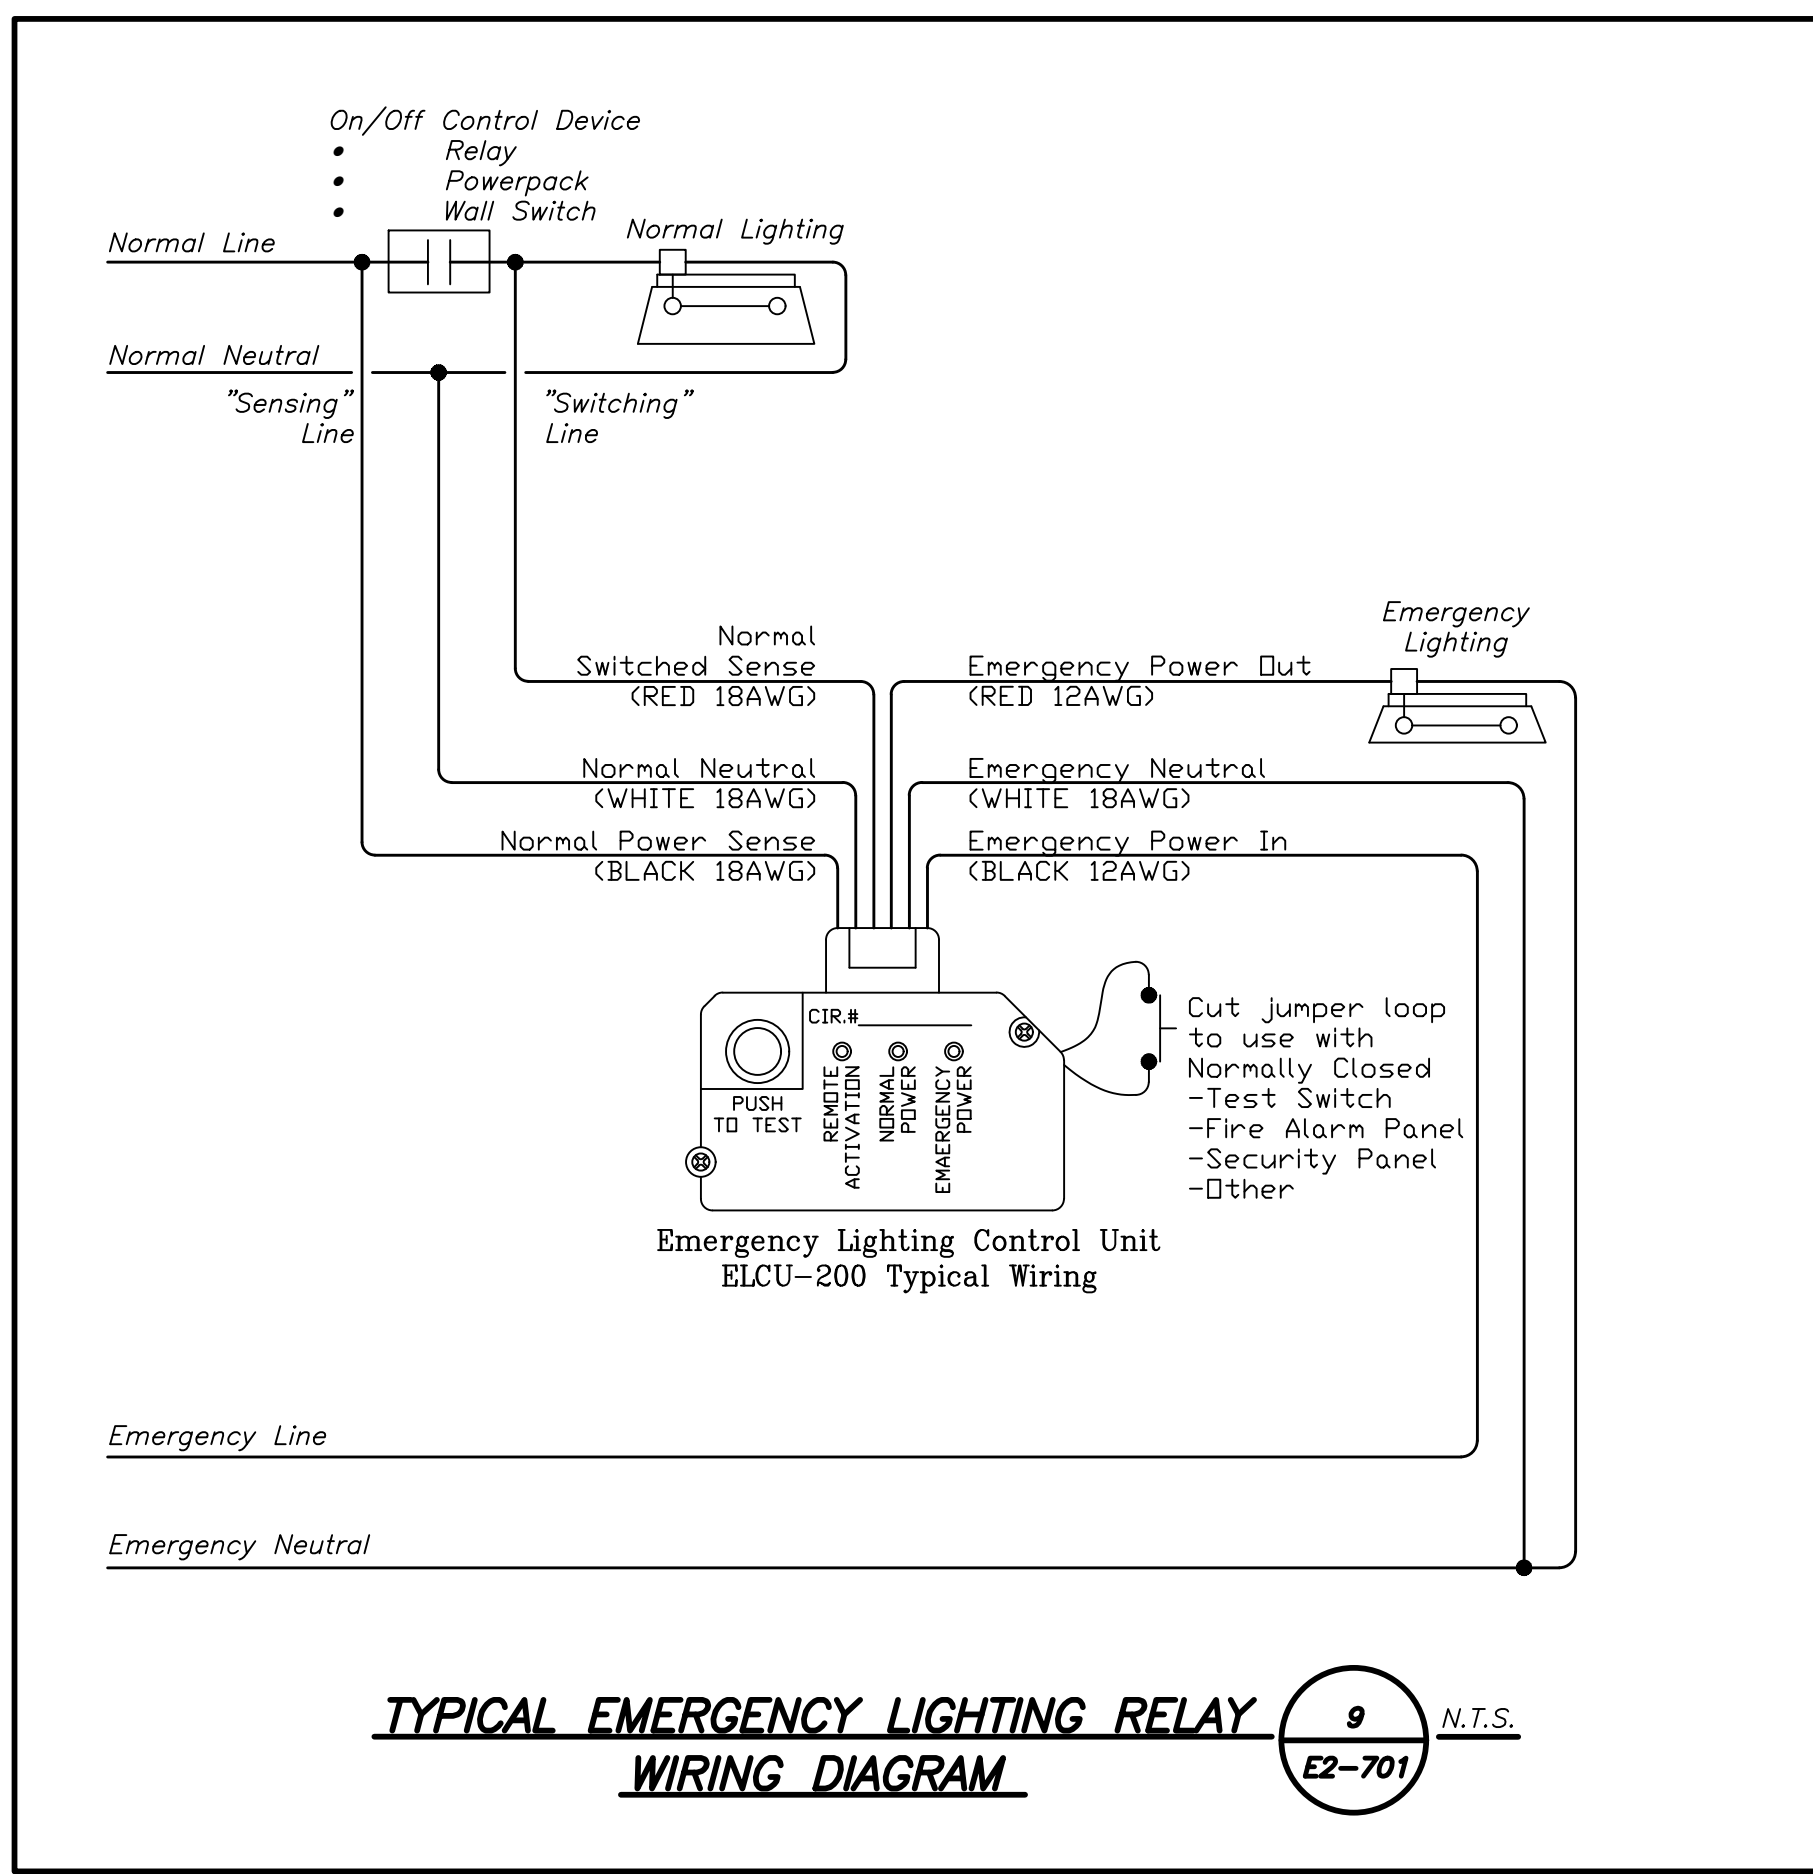 On/Off Control Device
• Relay
• Powerpack
• Wall Switch
Normal Line
Normal Lighting
Normal Neutral
"Sensing"
Line
"Switching"
Line
Normal
Switched Sense
(RED 18AWG)
Normal Neutral
(WHITE 18AWG)
Normal Power Sense
(BLACK 18AWG)
Emergency Power Out
(RED 12AWG)
Emergency Neutral
(WHITE 18AWG)
Emergency Power In
(BLACK 12AWG)
Emergency
Lighting
CIR.#
PUSH
TO TEST
REMOTE
ACTIVATION
NORMAL
POWER
EMAERGENCY
POWER
Cut jumper loop
to use with
Normally Closed
-Test Switch
-Fire Alarm Panel
-Security Panel
-Other
Emergency Lighting Control Unit
ELCU-200 Typical Wiring
Emergency Line
Emergency Neutral
TYPICAL EMERGENCY LIGHTING RELAY
WIRING DIAGRAM
9
E2-701
N.T.S.